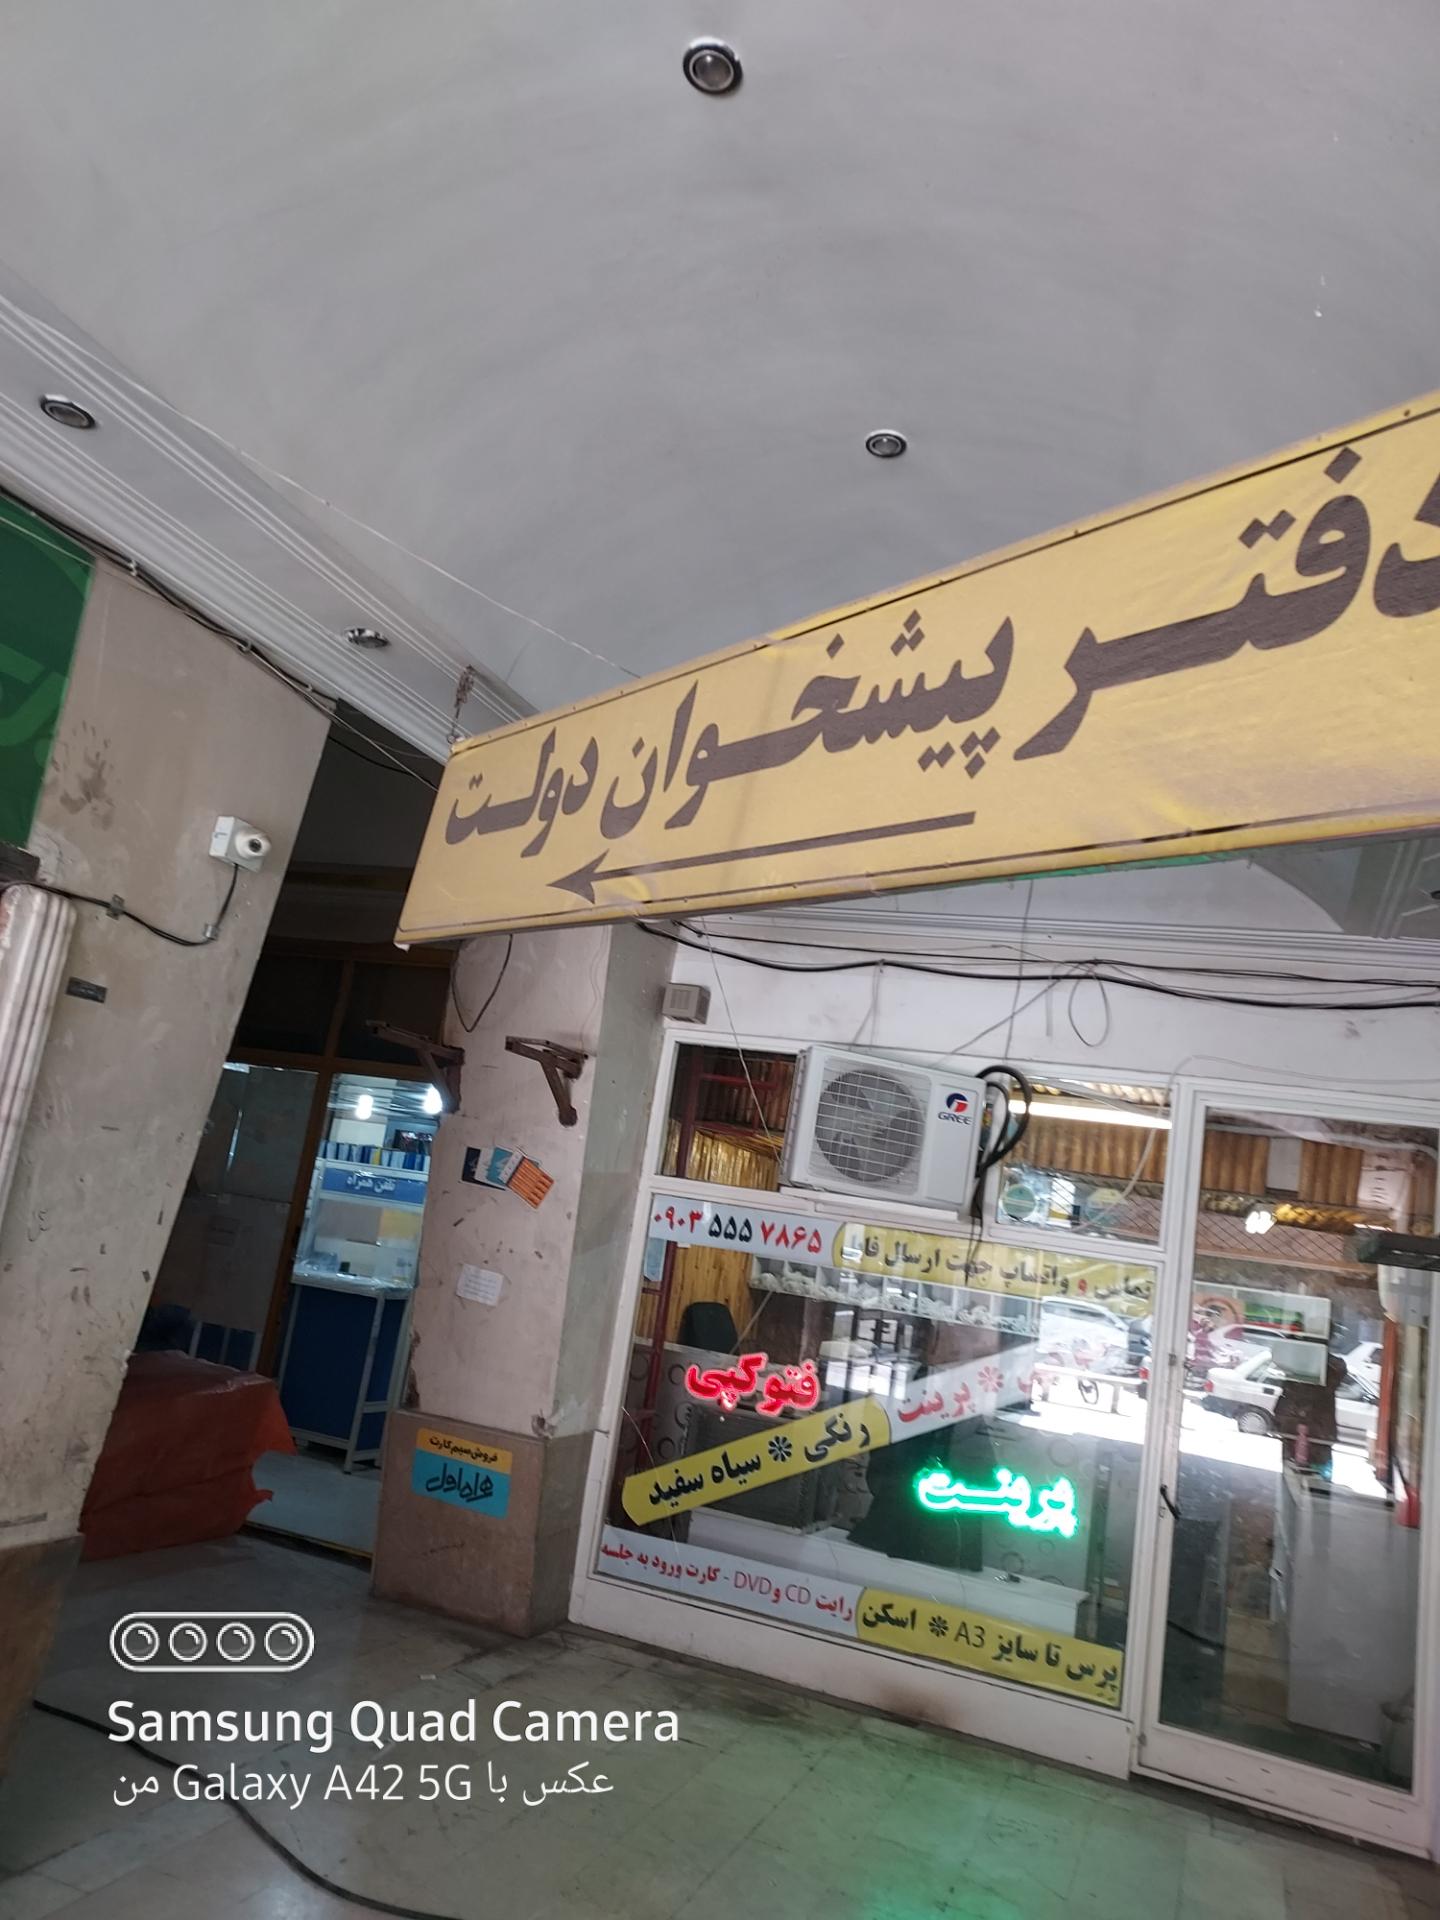 دفتر پیشخوان دولت
GREE
تلفن همراه
تماس و واتساپ جهت ارسال فایل ۰۹۰۳ ۵۵۵ ۷۸۶۵
فتوکپی
پرینت
رنگی * سیاه سفید
پرینت
فروش سیم‌کارت
همراه اول
پرس تا سایز A3 * اسکن
رایت CD و DVD - کارت ورود به جلسه
Samsung Quad Camera
عکس با Galaxy A42 5G من